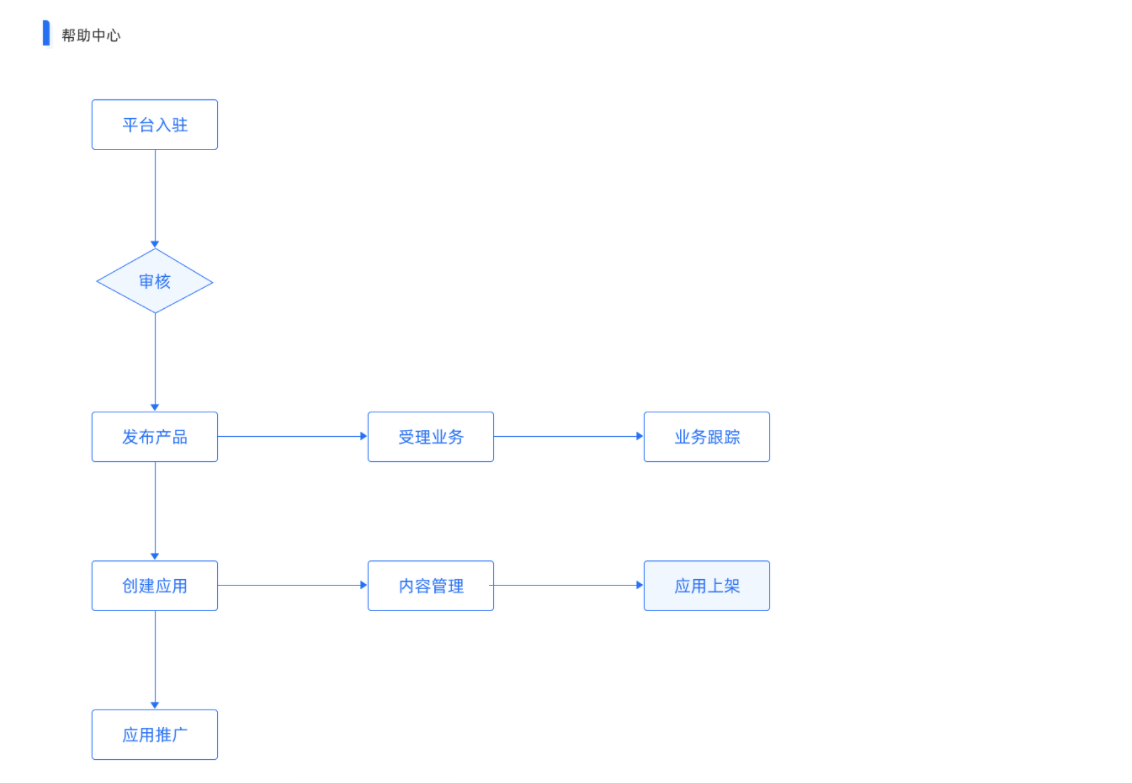 帮助中心
平台入驻
审核
发布产品
受理业务
业务跟踪
创建应用
内容管理
应用上架
应用推广